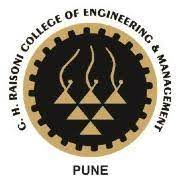 G. H. RAISONI COLLEGE OF ENGINEERING & MANAGEMENT
PUNE